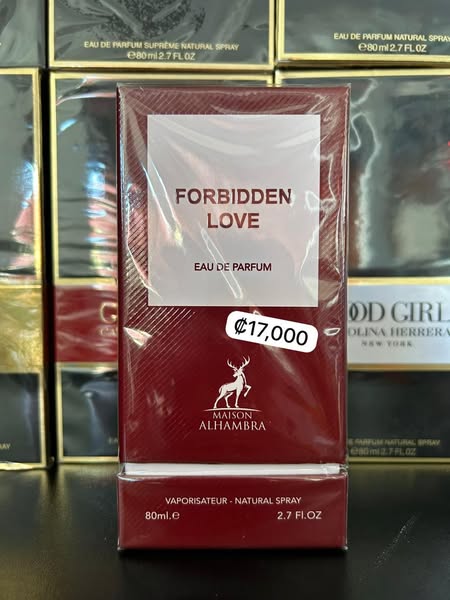 EAU DE PARFUM SUPRÊME NATURAL SPRAY
℮80 ml 2.7 FL OZ
EAU DE PARFUM NATURAL SPRAY
℮80 ml 2.7 FL OZ
FORBIDDEN
LOVE
EAU DE PARFUM
₡17,000
MAISON
ALHAMBRA
VAPORISATEUR - NATURAL SPRAY
80ml.℮
2.7 Fl.OZ
G
CA
OOD GIRL
OLINA HERRERA
NEW YORK
DE PARFUM NATURAL SPRAY
℮80 ml 2.7 FL OZ